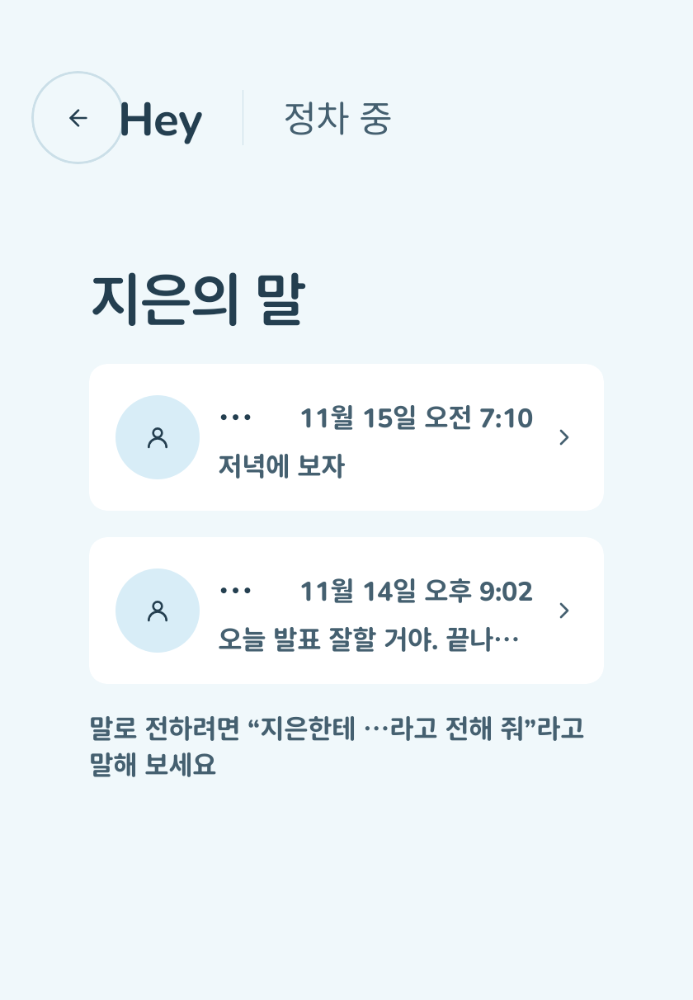 Hey
정차 중
지은의 말
… 11월 15일 오전 7:10
저녁에 보자
… 11월 14일 오후 9:02
오늘 발표 잘할 거야. 끝나…
말로 전하려면 “지은한테 …라고 전해 줘”라고
말해 보세요